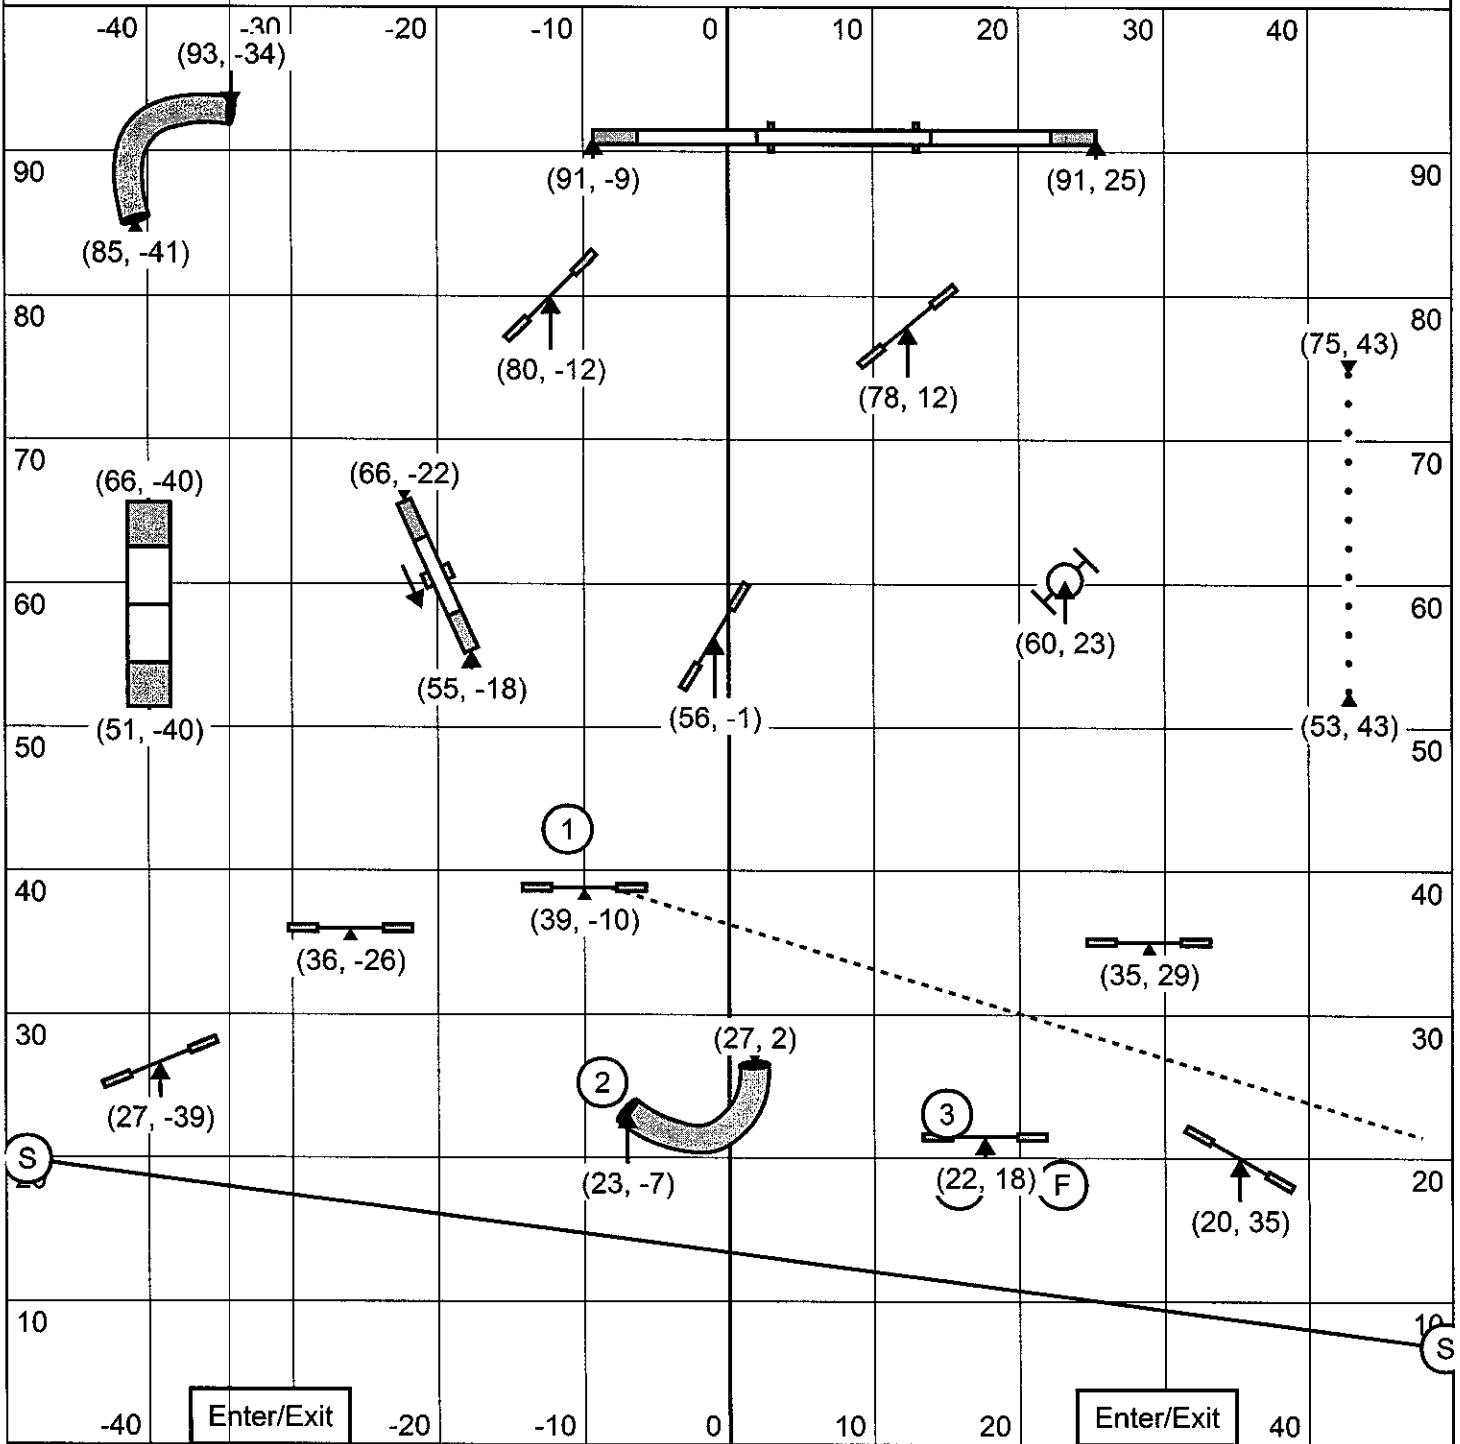 -40 -30 -20 -10 0 10 20 30 40
(93, -34)
90 (91, -9) (91, 25) 90
(85, -41)
80 80
(75, 43)
(80, -12)
(78, 12)
70 70
(66, -40) (66, -22)
60 60
(60, 23)
(55, -18)
(56, -1)
(51, -40) (53, 43)
50 50
1
40 40
(39, -10)
(36, -26) (35, 29)
30 30
(27, 2)
2
3
(27, -39)
S
(23, -7) (22, 18) F 20
(20, 35)
10 10
S
-40 Enter/Exit -20 -10 0 10 20 Enter/Exit 40